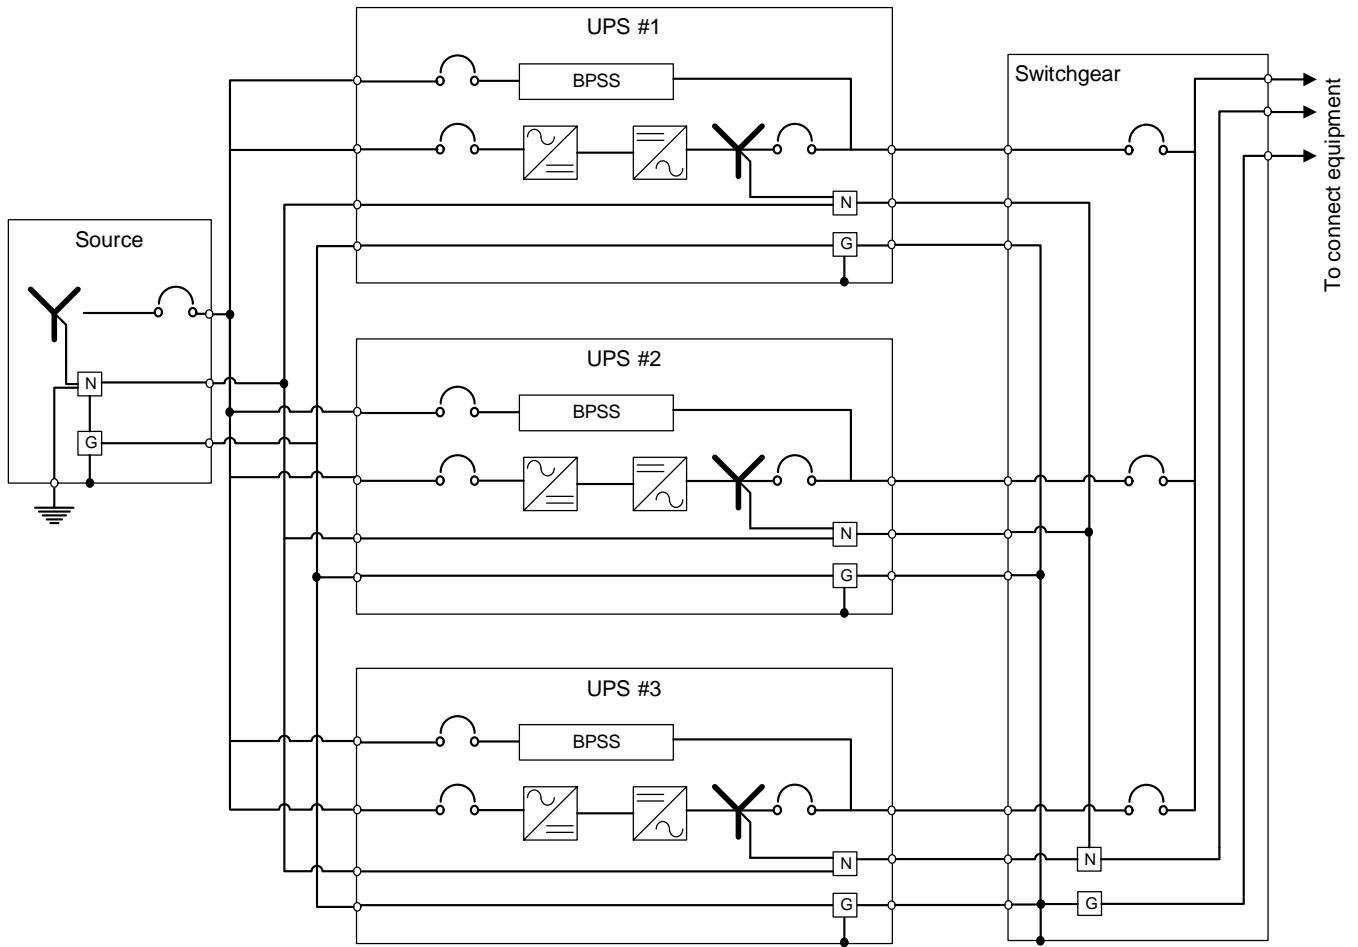 UPS #1
BPSS
N
G
Switchgear
To connect equipment
Source
N
G
UPS #2
BPSS
N
G
UPS #3
BPSS
N
G
N
G